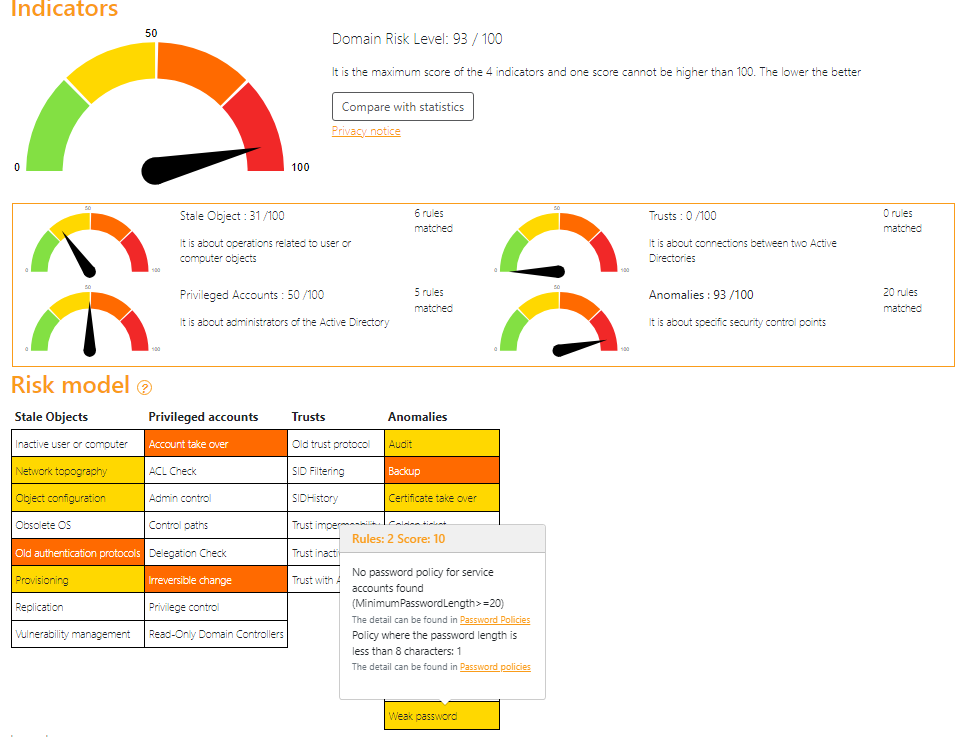 Indicators
50
0
100
Domain Risk Level: 93 / 100
It is the maximum score of the 4 indicators and one score cannot be higher than 100. The lower the better
Compare with statistics
Privacy notice
50
0
100
Stale Object : 31 /100
It is about operations related to user or
computer objects
6 rules
matched
50
0
100
Trusts : 0 /100
It is about connections between two Active
Directories
0 rules
matched
50
0
100
Privileged Accounts : 50 /100
It is about administrators of the Active Directory
5 rules
matched
50
0
100
Anomalies : 93 /100
It is about specific security control points
20 rules
matched
Risk model ?
Stale Objects Privileged accounts Trusts Anomalies
Inactive user or computer Account take over Old trust protocol Audit
Network topography ACL Check SID Filtering Backup
Object configuration Admin control SIDHistory Certificate take over
Obsolete OS Control paths Trust
Old authentication protocols Delegation Check Trust
Provisioning Irreversible change Trust with
Replication Privilege control
Vulnerability management Read-Only Domain Controllers
Rules: 2 Score: 10
No password policy for service
accounts found
(MinimumPasswordLength>=20)
The detail can be found in Password Policies
Policy where the password length is
less than 8 characters: 1
The detail can be found in Password policies
Weak password